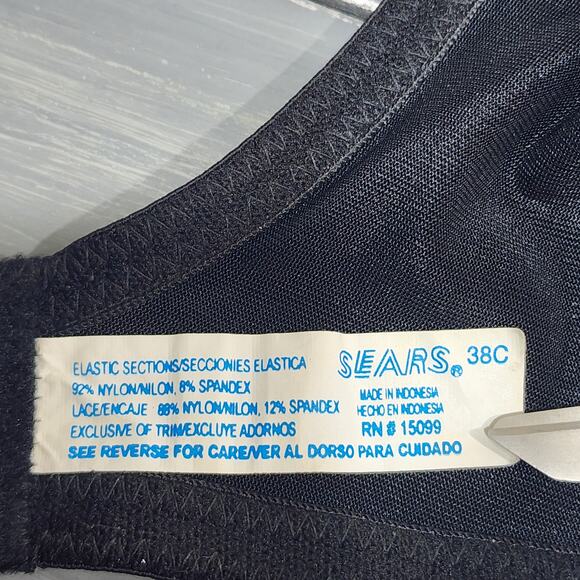 ELASTIC SECTIONS/SECCIONIES ELASTICA
92% NYLON/NILON, 8% SPANDEX
LACE/ENCAJE 88% NYLON/NILON, 12% SPANDEX
EXCLUSIVE OF TRIM/EXCLUYE ADORNOS
SEE REVERSE FOR CARE/VER AL DORSO PARA CUIDADO
SEARS® 38C
MADE IN INDONESIA
HECHO EN INDONESIA
RN # 15099